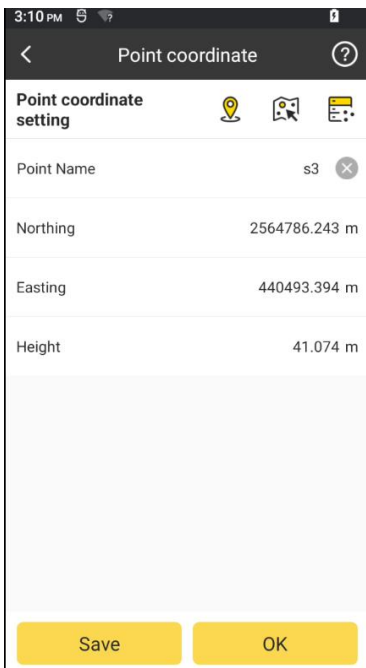 3:10 PM
Point coordinate
Point coordinate
setting
Point Name s3
Northing 2564786.243 m
Easting 440493.394 m
Height 41.074 m
Save OK